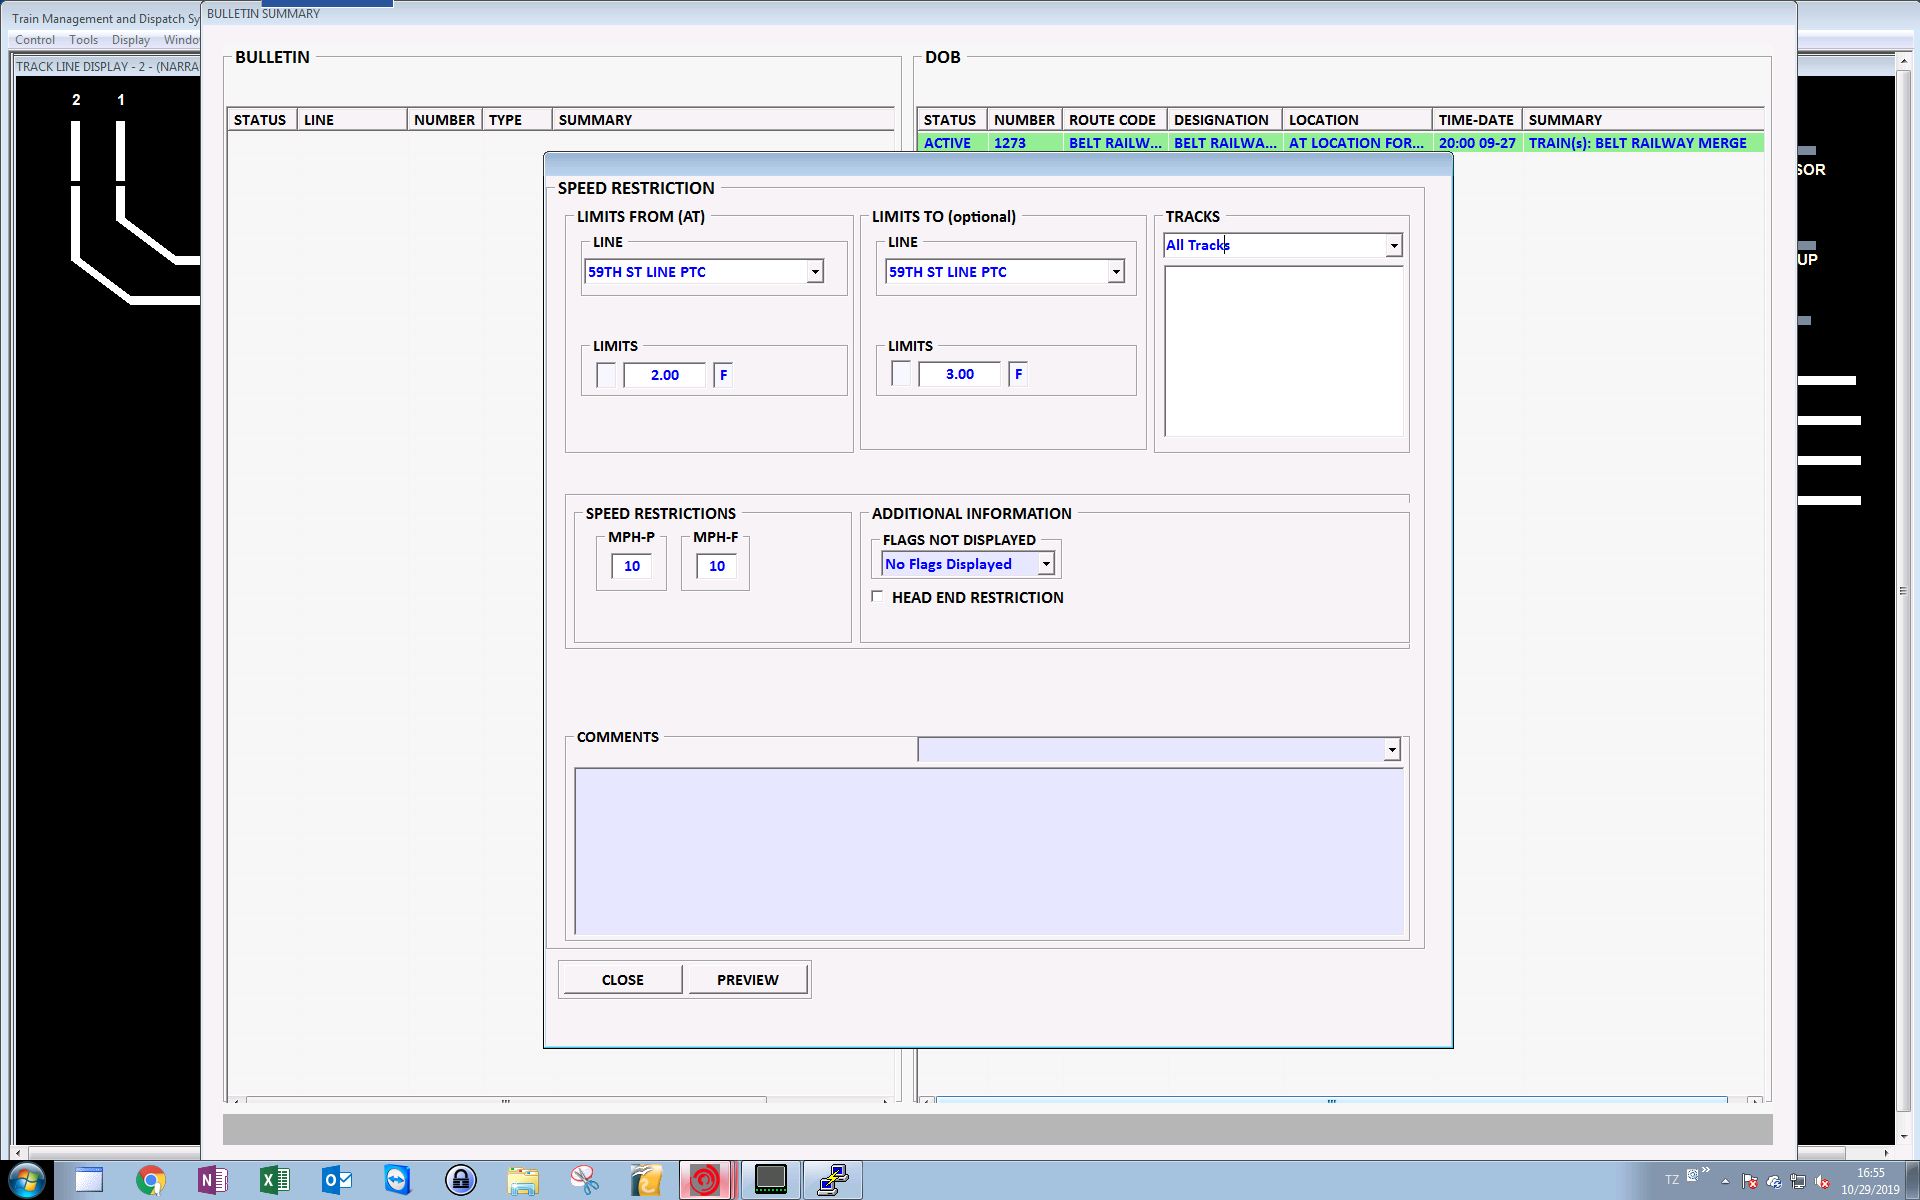 Train Management and Dispatch Sy
BULLETIN SUMMARY
Control Tools Display Windo
TRACK LINE DISPLAY - 2 - (NARRA
2 1
BULLETIN
STATUS LINE NUMBER TYPE SUMMARY
DOB
STATUS NUMBER ROUTE CODE DESIGNATION LOCATION TIME-DATE SUMMARY
ACTIVE 1273 BELT RAILW... BELT RAILWA... AT LOCATION FOR... 20:00 09-27 TRAIN(s): BELT RAILWAY MERGE
SOR
UP
SPEED RESTRICTION
LIMITS FROM (AT)
LINE
59TH ST LINE PTC
LIMITS
2.00 F
LIMITS TO (optional)
LINE
59TH ST LINE PTC
LIMITS
3.00 F
TRACKS
All Tracks
SPEED RESTRICTIONS
MPH-P MPH-F
10 10
ADDITIONAL INFORMATION
FLAGS NOT DISPLAYED
No Flags Displayed
HEAD END RESTRICTION
COMMENTS
CLOSE PREVIEW
TZ
16:55
10/29/2019